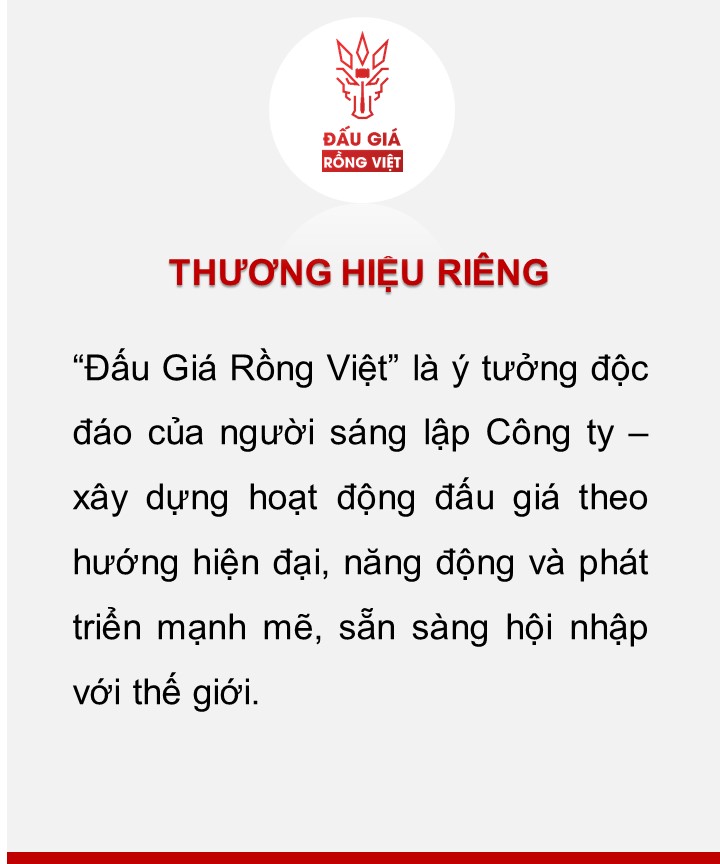 ĐẤU GIÁ
RỒNG VIỆT
THƯƠNG HIỆU RIÊNG
“Đấu Giá Rồng Việt” là ý tưởng độc
đáo của người sáng lập Công ty –
xây dựng hoạt động đấu giá theo
hướng hiện đại, năng động và phát
triển mạnh mẽ, sẵn sàng hội nhập
với thế giới.